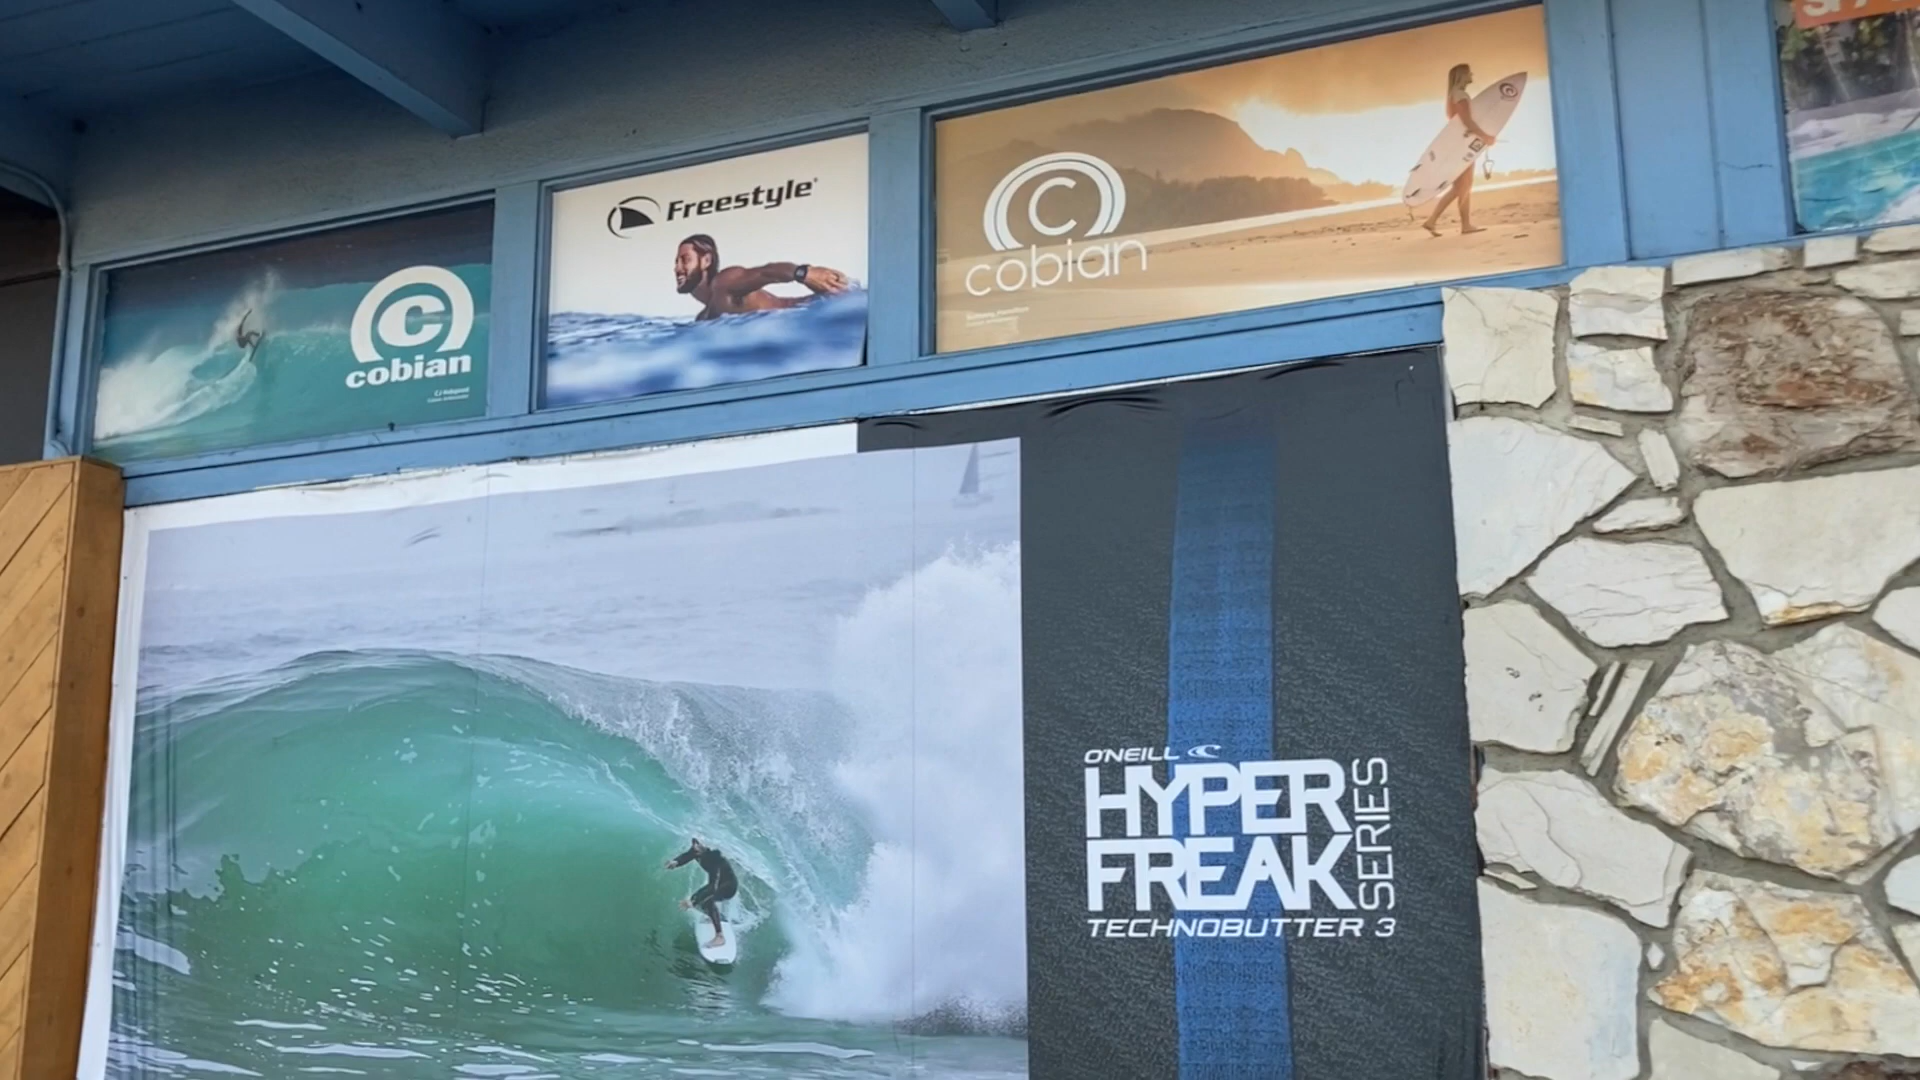 Freestyle
C
cobian
C
cobian
O'NEILL
HYPER
FREAK
SERIES
TECHNOBUTTER 3